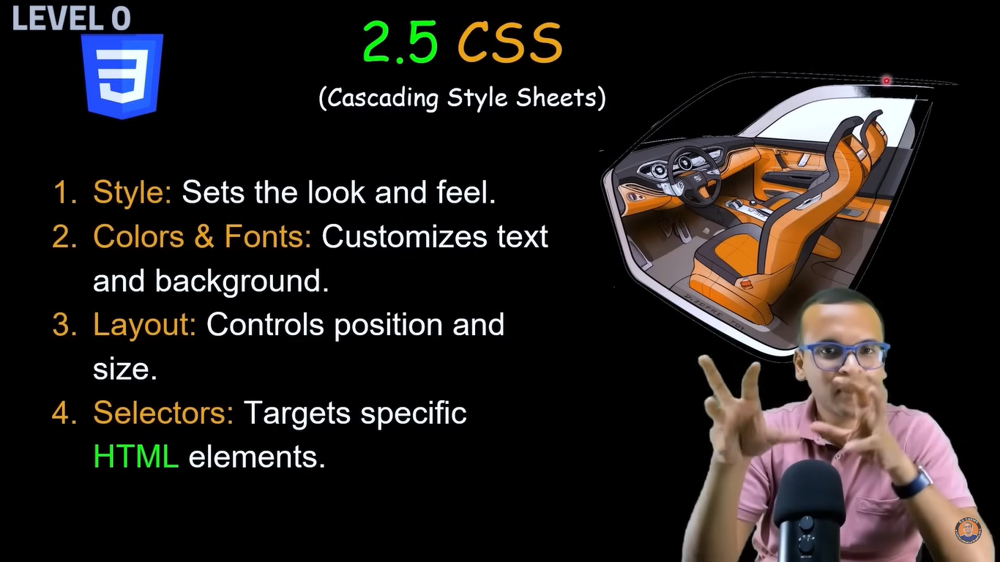 LEVEL 0
2.5 CSS
(Cascading Style Sheets)
1. Style: Sets the look and feel.
2. Colors & Fonts: Customizes text
and background.
3. Layout: Controls position and
size.
4. Selectors: Targets specific
HTML elements.